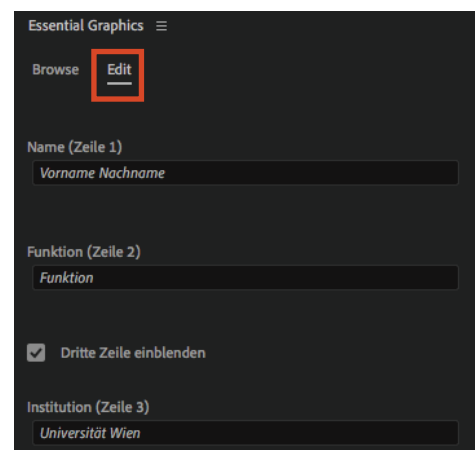 Essential Graphics
Browse Edit
Name (Zeile 1)
Vorname Nachname
Funktion (Zeile 2)
Funktion
Dritte Zeile einblenden
Institution (Zeile 3)
Universität Wien